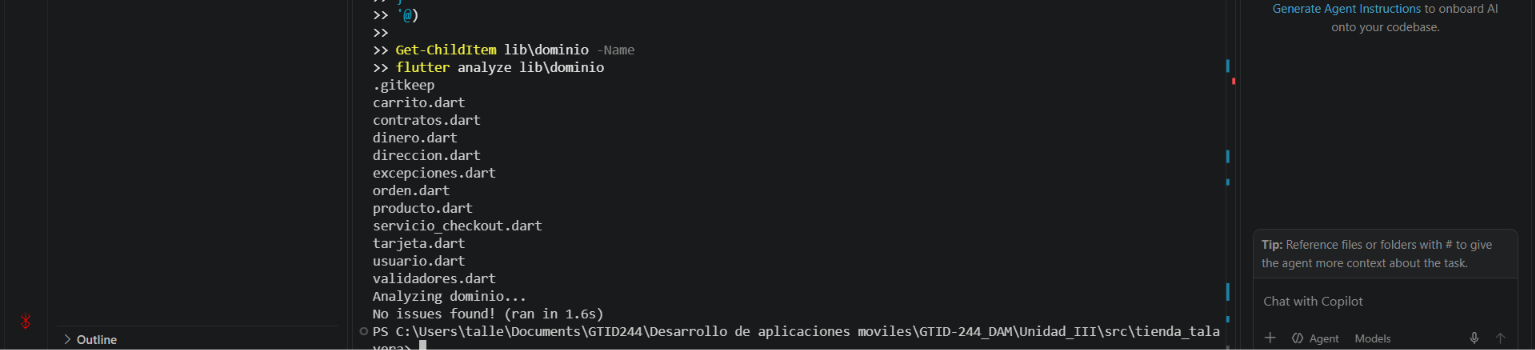 >> '@)
>>
>> Get-ChildItem lib\dominio -Name
>> flutter analyze lib\dominio
.gitkeep
carrito.dart
contratos.dart
dinero.dart
direccion.dart
excepciones.dart
orden.dart
producto.dart
servicio_checkout.dart
tarjeta.dart
usuario.dart
validadores.dart
Analyzing dominio...
No issues found! (ran in 1.6s)
PS C:\Users\talle\Documents\GTID244\Desarrollo de aplicaciones moviles\GTID-244_DAM\Unidad_III\src\tienda_tala
vera>
Outline
Generate Agent Instructions to onboard AI
onto your codebase.
Tip: Reference files or folders with # to give
the agent more context about the task.
Chat with Copilot
Agent Models